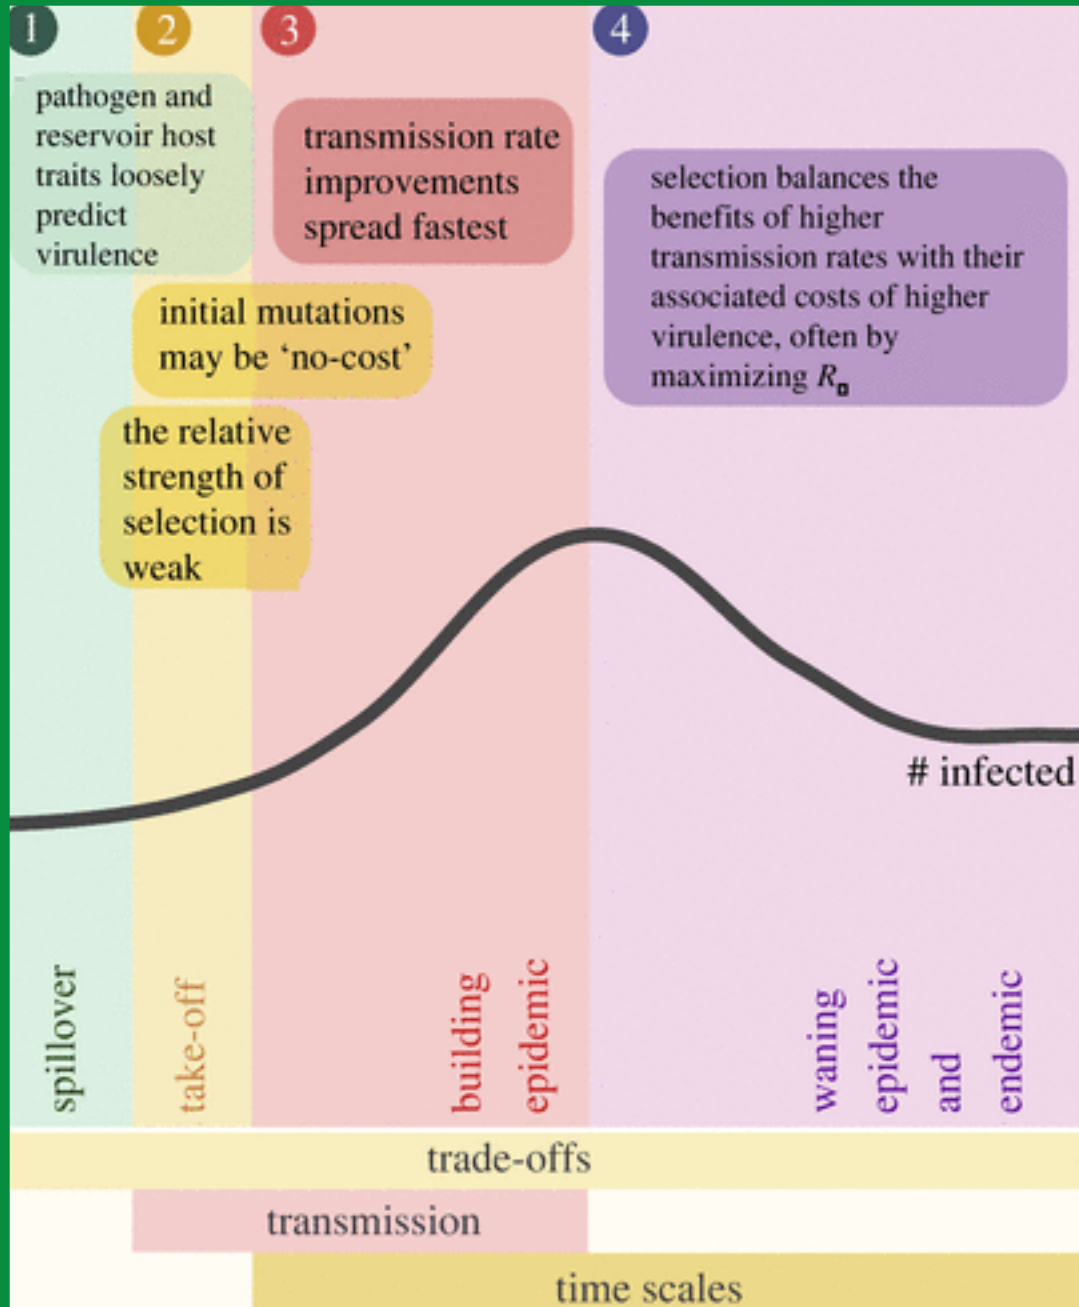 1
2
3
4
pathogen and
reservoir host
traits loosely
predict
virulence
transmission rate
improvements
spread fastest
selection balances the
benefits of higher
transmission rates with their
associated costs of higher
virulence, often by
maximizing R
initial mutations
may be ‘no-cost’
the relative
strength of
selection is
weak
# infected
spillover
take-off
building
epidemic
waning
epidemic
and
endemic
trade-offs
transmission
time scales